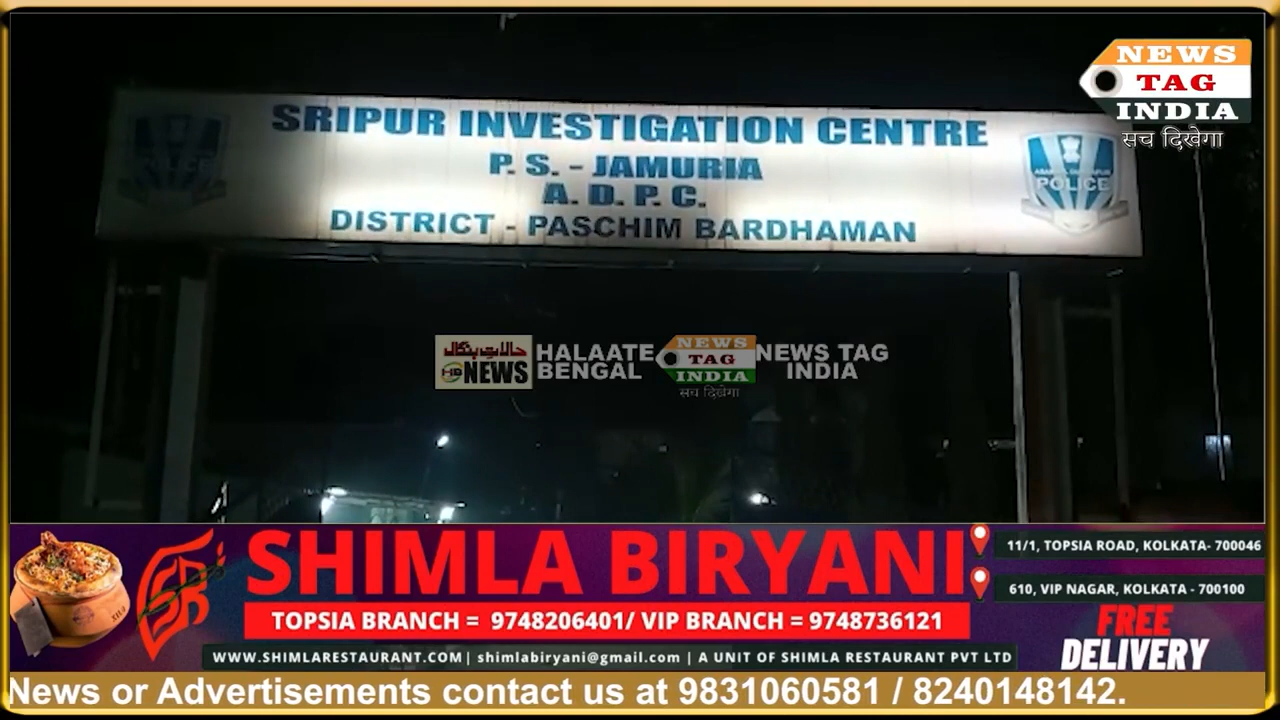 NEWS
TAG
INDIA
सच दिखेगा
SRIPUR INVESTIGATION CENTRE
P. S. - JAMURIA
A. D. P. C.
DISTRICT - PASCHIM BARDHAMAN
POLICE
حالات بنگال
HB NEWS
HALAATE
BENGAL
NEWS
TAG
INDIA
सच दिखेगा
NEWS TAG
INDIA
SHIMLA BIRYANI
TOPSIA BRANCH = 9748206401/ VIP BRANCH = 9748736121
WWW.SHIMLARESTAURANT.COM| shimlabiryani@gmail.com | A UNIT OF SHIMLA RESTAURANT PVT LTD
11/1, TOPSIA ROAD, KOLKATA- 700046
610, VIP NAGAR, KOLKATA - 700100
FREE
DELIVERY
News or Advertisements contact us at 9831060581 / 8240148142.